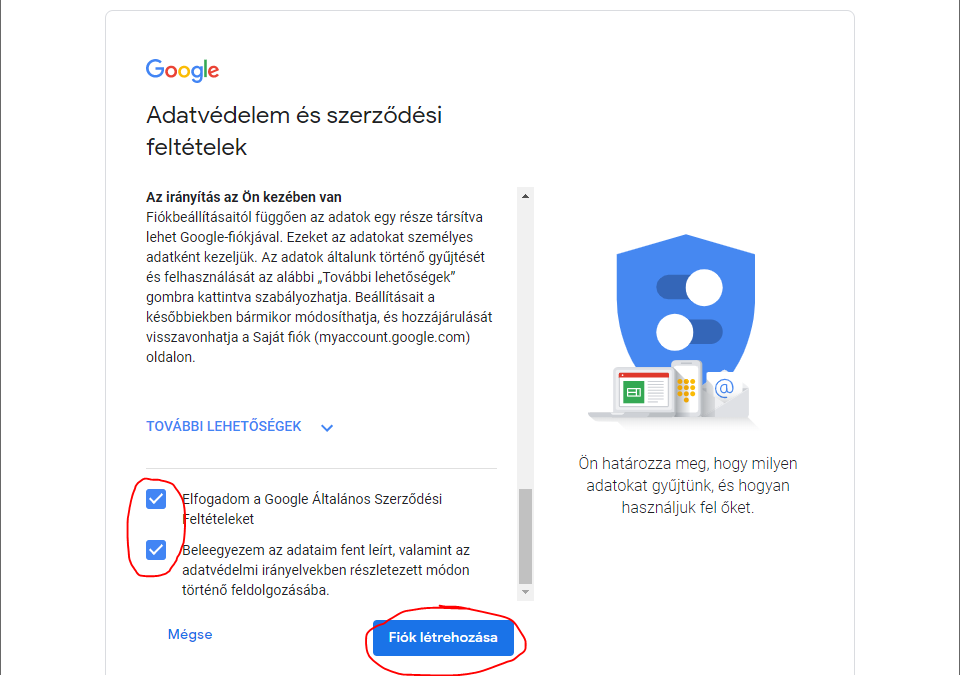 Google
Adatvédelem és szerződési
feltételek
Az irányítás az Ön kezében van
Fiókbeállításaitól függően az adatok egy része társítva
lehet Google-fiókjával. Ezeket az adatokat személyes
adatként kezeljük. Az adatok általunk történő gyűjtését
és felhasználását az alábbi „További lehetőségek”
gombra kattintva szabályozhatja. Beállításait a
későbbiekben bármikor módosíthatja, és hozzájárulását
visszavonhatja a Saját fiók (myaccount.google.com)
oldalon.
TOVÁBBI LEHETŐSÉGEK
Elfogadom a Google Általános Szerződési
Feltételeket
Beleegyezem az adataim fent leírt, valamint az
adatvédelmi irányelvekben részletezett módon
történő feldolgozásába.
Mégse
Fiók létrehozása
@
Ön határozza meg, hogy milyen
adatokat gyűjtünk, és hogyan
használjuk fel őket.